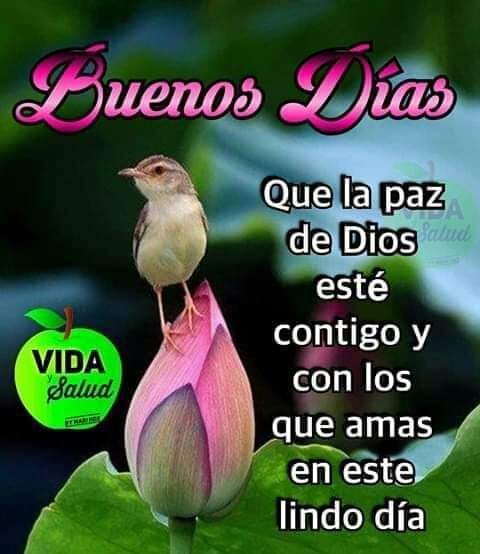 Buenos Días
Que la paz
de Dios
esté
contigo y
con los
que amas
en este
lindo día
VIDA
y
Salud
VIDA
Salud